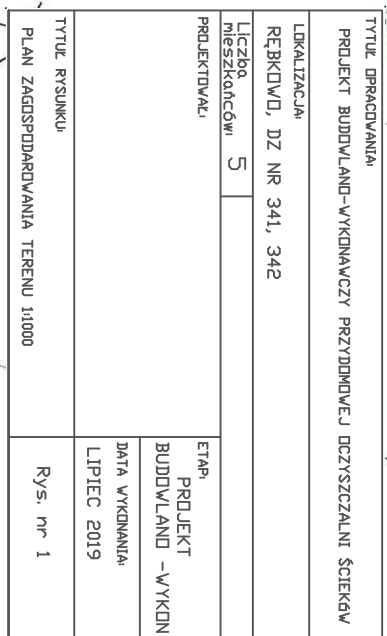 TYTUŁ OPRACOWANIA:
PROJEKT BUDOWLANO-WYKONAWCZY PRZYDOMOWEJ OCZYSZCZALNI ŚCIEKÓW
LOKALIZACJA:
RĘBKOWO, DZ NR 341, 342
Liczba
mieszkańców: 5
PROJEKTOWAŁ:
ETAP:
PROJEKT
BUDOWLANO -WYKON
DATA WYKONANIA:
LIPIEC 2019
TYTUŁ RYSUNKU:
PLAN ZAGOSPODAROWANIA TERENU 1:1000
Rys. nr 1